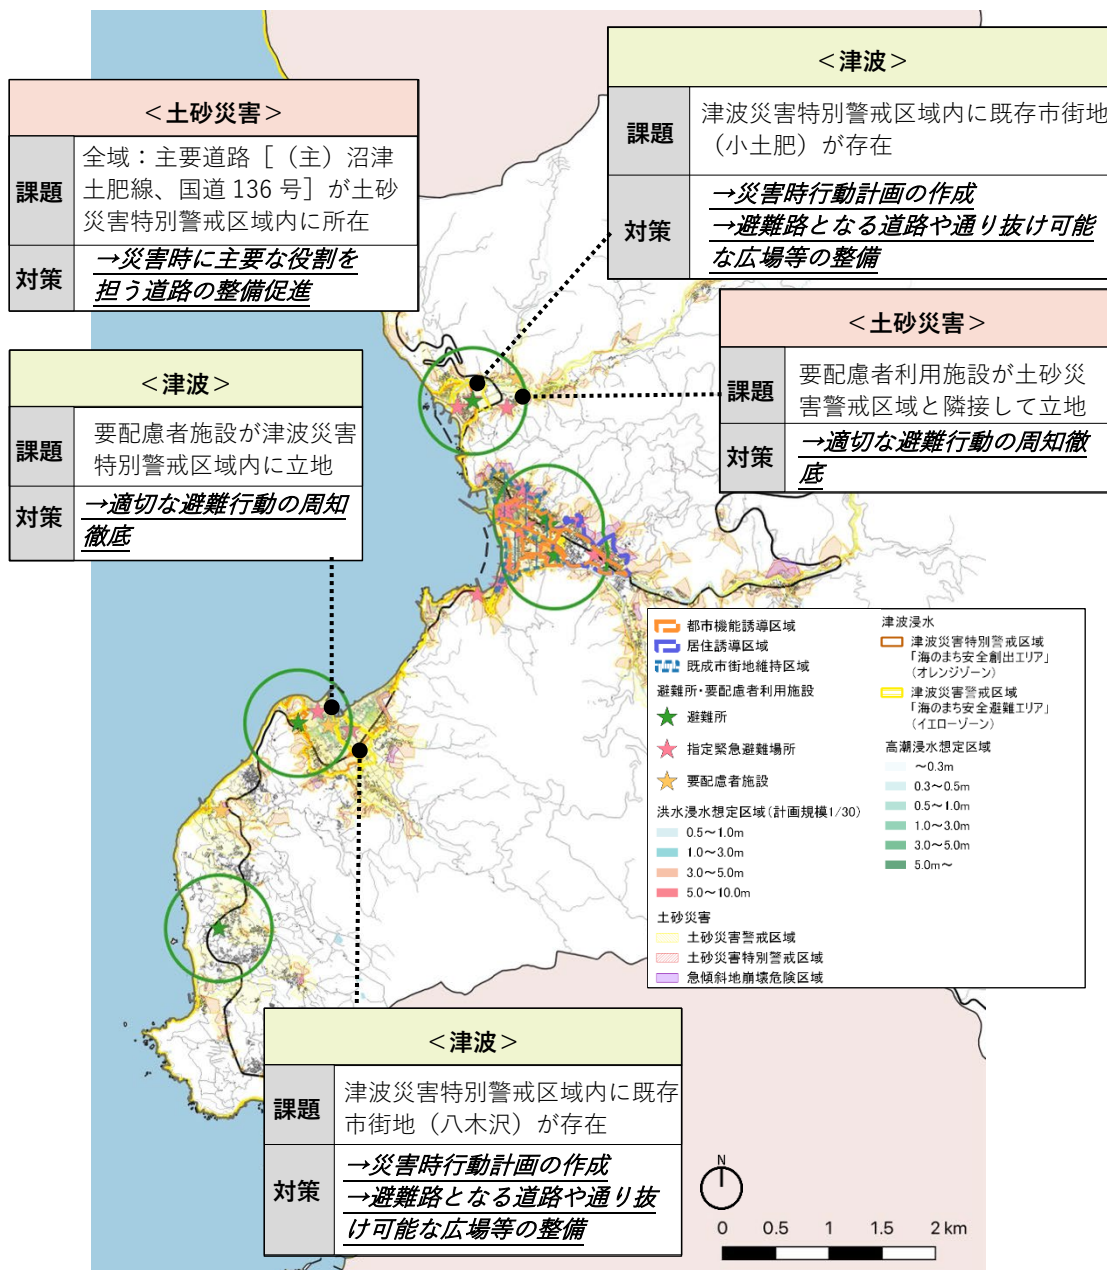 ＜土砂災害＞
課題
全域：主要道路［（主）沼津
土肥線、国道 136 号］が土砂
災害特別警戒区域内に所在
対策
→災害時に主要な役割を
担う道路の整備促進
＜津波＞
課題
津波災害特別警戒区域内に既存市街地
（小土肥）が存在
対策
→災害時行動計画の作成
→避難路となる道路や通り抜け可能
な広場等の整備
＜土砂災害＞
課題
要配慮者利用施設が土砂災
害警戒区域と隣接して立地
対策
→適切な避難行動の周知徹
底
＜津波＞
課題
要配慮者施設が津波災害
特別警戒区域内に立地
対策
→適切な避難行動の周知
徹底
都市機能誘導区域
居住誘導区域
既成市街地維持区域
避難所・要配慮者利用施設
避難所
指定緊急避難場所
要配慮者施設
洪水浸水想定区域(計画規模1/30)
0.5～1.0m
1.0～3.0m
3.0～5.0m
5.0～10.0m
土砂災害
土砂災害警戒区域
土砂災害特別警戒区域
急傾斜地崩壊危険区域
津波浸水
津波災害特別警戒区域
「海のまち安全創出エリア」
(オレンジゾーン)
津波災害警戒区域
「海のまち安全避難エリア」
(イエローゾーン)
高潮浸水想定区域
～0.3m
0.3～0.5m
0.5～1.0m
1.0～3.0m
3.0～5.0m
5.0m～
＜津波＞
課題
津波災害特別警戒区域内に既存
市街地（八木沢）が存在
対策
→災害時行動計画の作成
→避難路となる道路や通り抜
け可能な広場等の整備
N
0 0.5 1 1.5 2 km